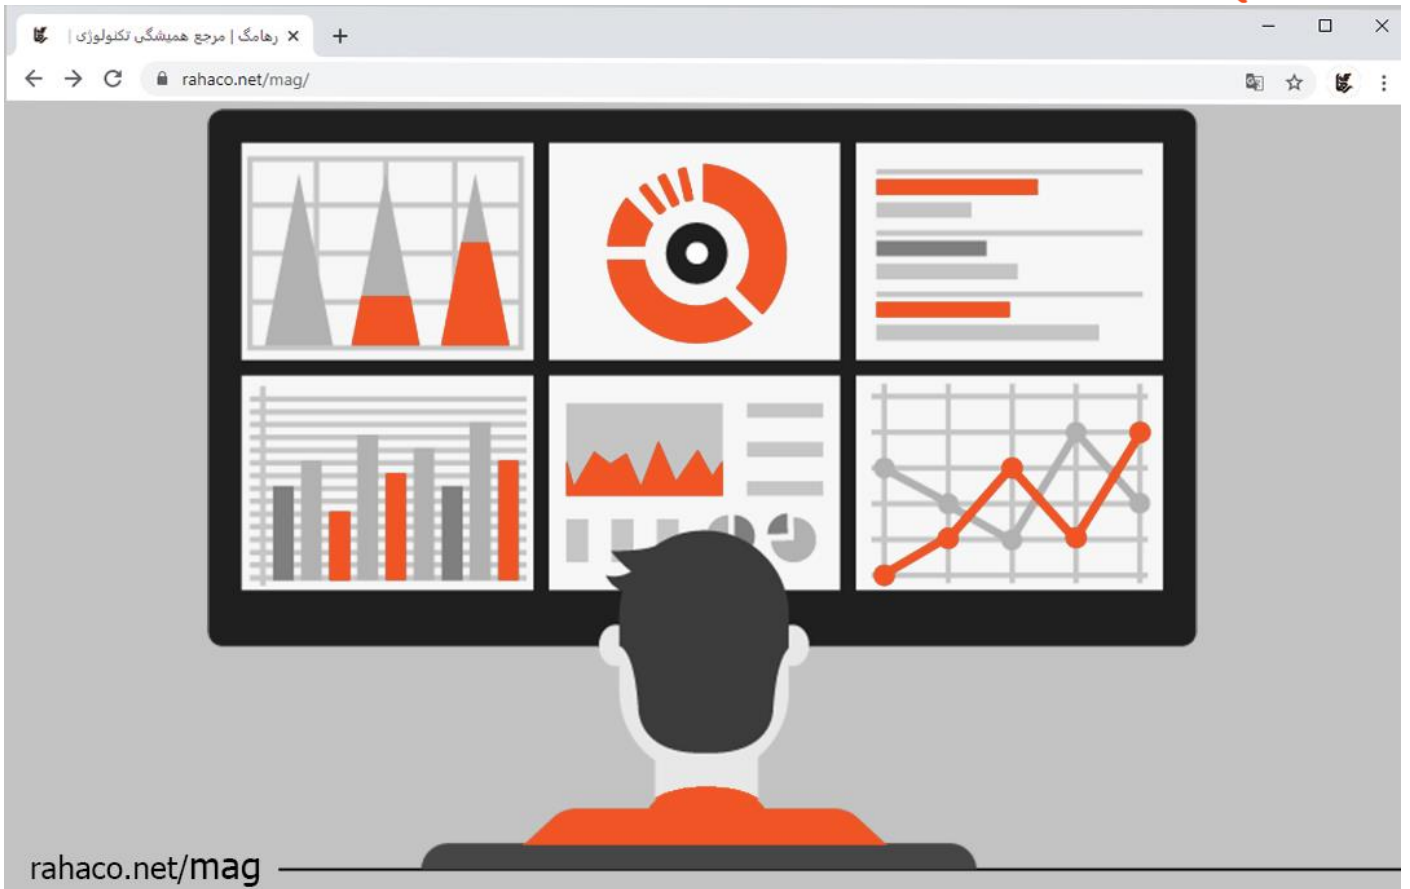 رهامگ | مرجع همیشگی تکنولوژی |
rahaco.net/mag/
rahaco.net/mag